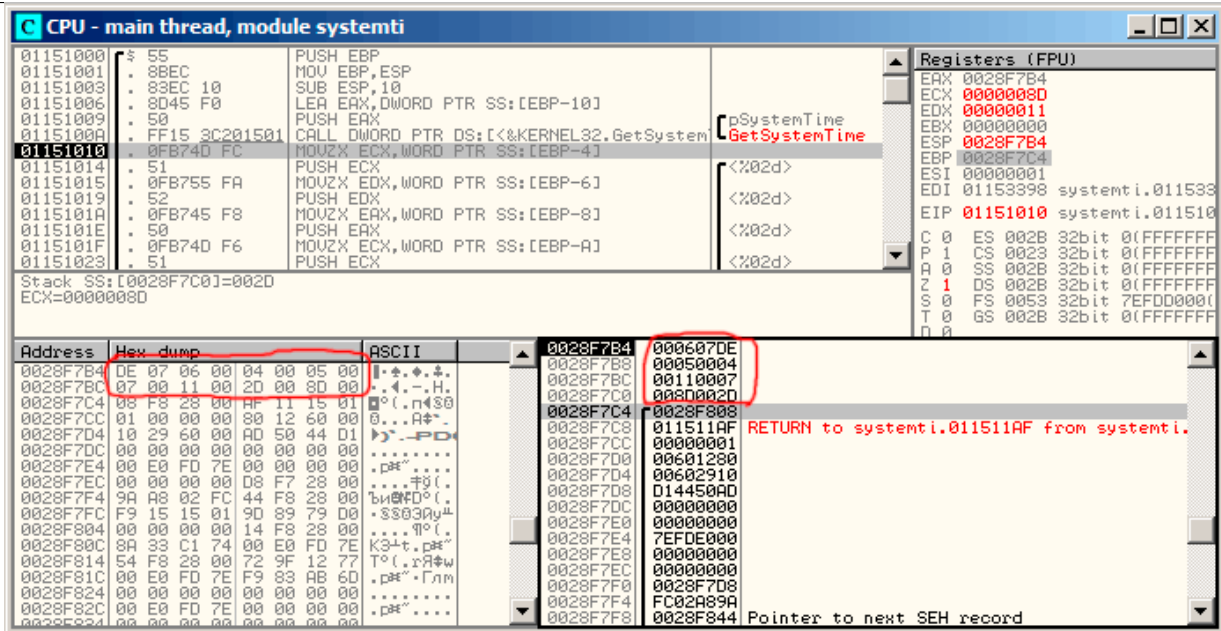 C CPU - main thread, module systemti
01151000 $ 55 PUSH EBP
01151001 . 8BEC MOV EBP,ESP
01151003 . 83EC 10 SUB ESP,10
01151006 . 8D45 F0 LEA EAX,DWORD PTR SS:[EBP-10]
01151009 . 50 PUSH EAX pSystemTime
0115100A . FF15 3C201501 CALL DWORD PTR DS:[<&KERNEL32.GetSystem GetSystemTime
01151010 . 0FB74D FC MOVZX ECX,WORD PTR SS:[EBP-4]
01151014 . 51 PUSH ECX <%02d>
01151015 . 0FB755 FA MOVZX EDX,WORD PTR SS:[EBP-6]
01151019 . 52 PUSH EDX <%02d>
0115101A . 0FB745 F8 MOVZX EAX,WORD PTR SS:[EBP-8]
0115101E . 50 PUSH EAX <%02d>
0115101F . 0FB74D F6 MOVZX ECX,WORD PTR SS:[EBP-A]
01151023 . 51 PUSH ECX <%02d>
Stack SS:[0028F7C0]=002D
ECX=0000008D
Registers (FPU)
EAX 0028F7B4
ECX 0000008D
EDX 00000011
EBX 00000000
ESP 0028F7B4
EBP 0028F7C4
ESI 00000001
EDI 01153398 systemti.011533
EIP 01151010 systemti.011510
C 0 ES 002B 32bit 0(FFFFFFF
P 1 CS 0023 32bit 0(FFFFFFF
A 0 SS 002B 32bit 0(FFFFFFF
Z 1 DS 002B 32bit 0(FFFFFFF
S 0 FS 0053 32bit 7EFDD000(
T 0 GS 002B 32bit 0(FFFFFFF
D 0
Address Hex dump ASCII
0028F7B4 DE 07 06 00 04 00 05 00
0028F7BC 07 00 11 00 2D 00 8D 00
0028F7C4 08 F8 28 00 AF 11 15 01
0028F7CC 01 00 00 00 80 12 60 00
0028F7D4 10 29 60 00 AD 50 44 D1
0028F7DC 00 00 00 00 00 00 00 00 ........
0028F7E4 00 E0 FD 7E 00 00 00 00
0028F7EC 00 00 00 00 D8 F7 28 00
0028F7F4 9A A8 02 FC 44 F8 28 00
0028F7FC F9 15 15 01 9D 89 79 D0
0028F804 00 00 00 00 14 F8 28 00
0028F80C 8A 33 C1 74 00 E0 FD 7E
0028F814 54 F8 28 00 72 9F 12 77
0028F81C 00 E0 FD 7E F9 83 AB 6D
0028F824 00 00 00 00 00 00 00 00 ........
0028F82C 00 E0 FD 7E 00 00 00 00
0028F7B4 000607DE
0028F7B8 00050004
0028F7BC 00110007
0028F7C0 008D002D
0028F7C4 0028F808
0028F7C8 011511AF RETURN to systemti.011511AF from systemti.
0028F7CC 00000001
0028F7D0 00601280
0028F7D4 00602910
0028F7D8 D14450AD
0028F7DC 00000000
0028F7E0 00000000
0028F7E4 7EFDE000
0028F7E8 00000000
0028F7EC 00000000
0028F7F0 0028F7D8
0028F7F4 FC02A89A
0028F7F8 0028F844 Pointer to next SEH record